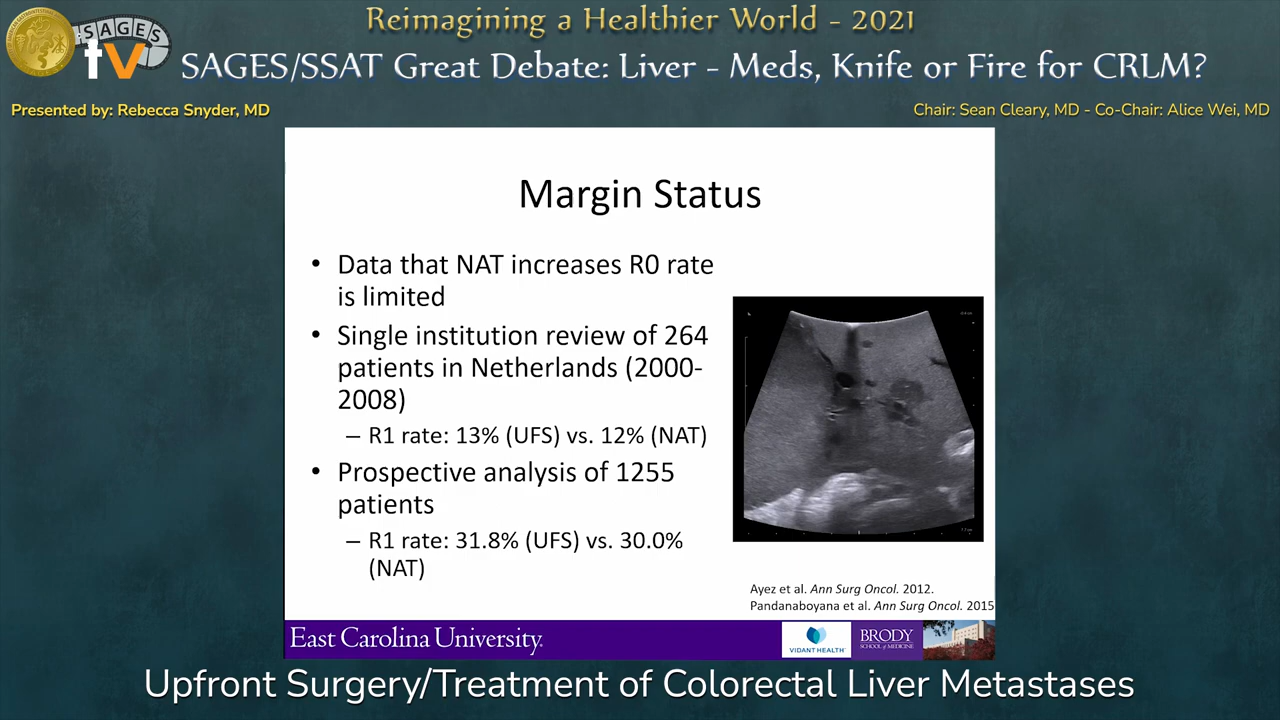 Reimagining a Healthier World - 2021
SAGES
tv
SAGES/SSAT Great Debate: Liver - Meds, Knife or Fire for CRLM?
Presented by: Rebecca Snyder, MD
Chair: Sean Cleary, MD - Co-Chair: Alice Wei, MD
Margin Status
• Data that NAT increases R0 rate
is limited
• Single institution review of 264
patients in Netherlands (2000-
2008)
– R1 rate: 13% (UFS) vs. 12% (NAT)
• Prospective analysis of 1255
patients
– R1 rate: 31.8% (UFS) vs. 30.0%
(NAT)
Ayez et al. Ann Surg Oncol. 2012.
Pandanaboyana et al. Ann Surg Oncol. 2015
East Carolina University.
VIDANT HEALTH
BRODY
SCHOOL of MEDICINE
Upfront Surgery/Treatment of Colorectal Liver Metastases